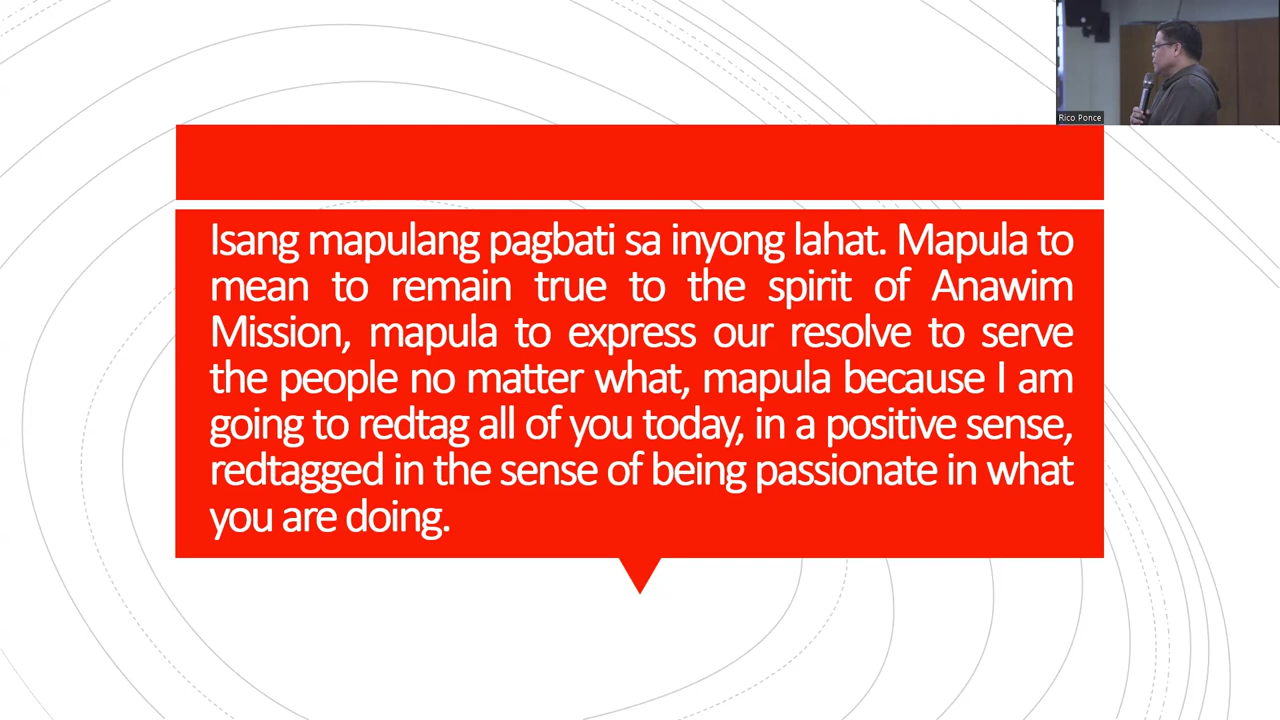 Rico Ponce
Isang mapulang pagbati sa inyong lahat. Mapula to
mean to remain true to the spirit of Anawim
Mission, mapula to express our resolve to serve
the people no matter what, mapula because I am
going to redtag all of you today, in a positive sense,
redtagged in the sense of being passionate in what
you are doing.